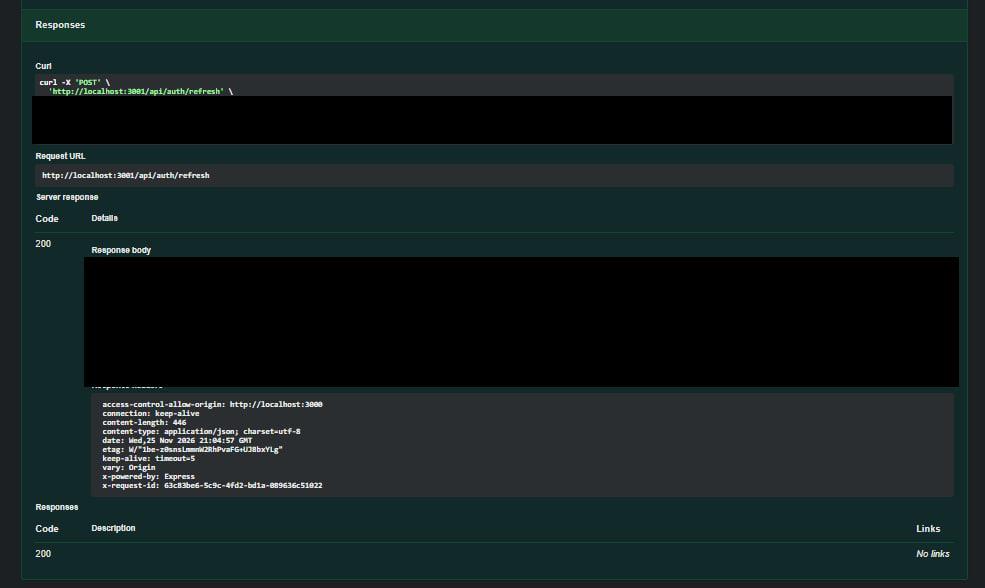 Responses
Curl
curl -X 'POST' \
'http://localhost:3001/api/auth/refresh' \
Request URL
http://localhost:3001/api/auth/refresh
Server response
Code Details
200
Response body
access-control-allow-origin: http://localhost:3000
connection: keep-alive
content-length: 446
content-type: application/json; charset=utf-8
date: Wed,25 Nov 2026 21:04:57 GMT
etag: W/"1be-z0snsLmmnW2RhPvaFG+UJ8bxYLg"
keep-alive: timeout=5
vary: Origin
x-powered-by: Express
x-request-id: 63c83be6-5c9c-4fd2-bd1a-089636c51022
Responses
Code Description Links
200 No links